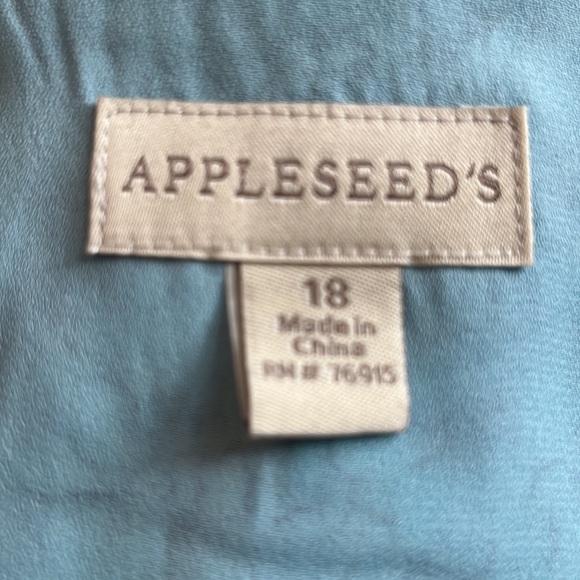 APPLESEED'S
18
Made in
China
RN# 76915